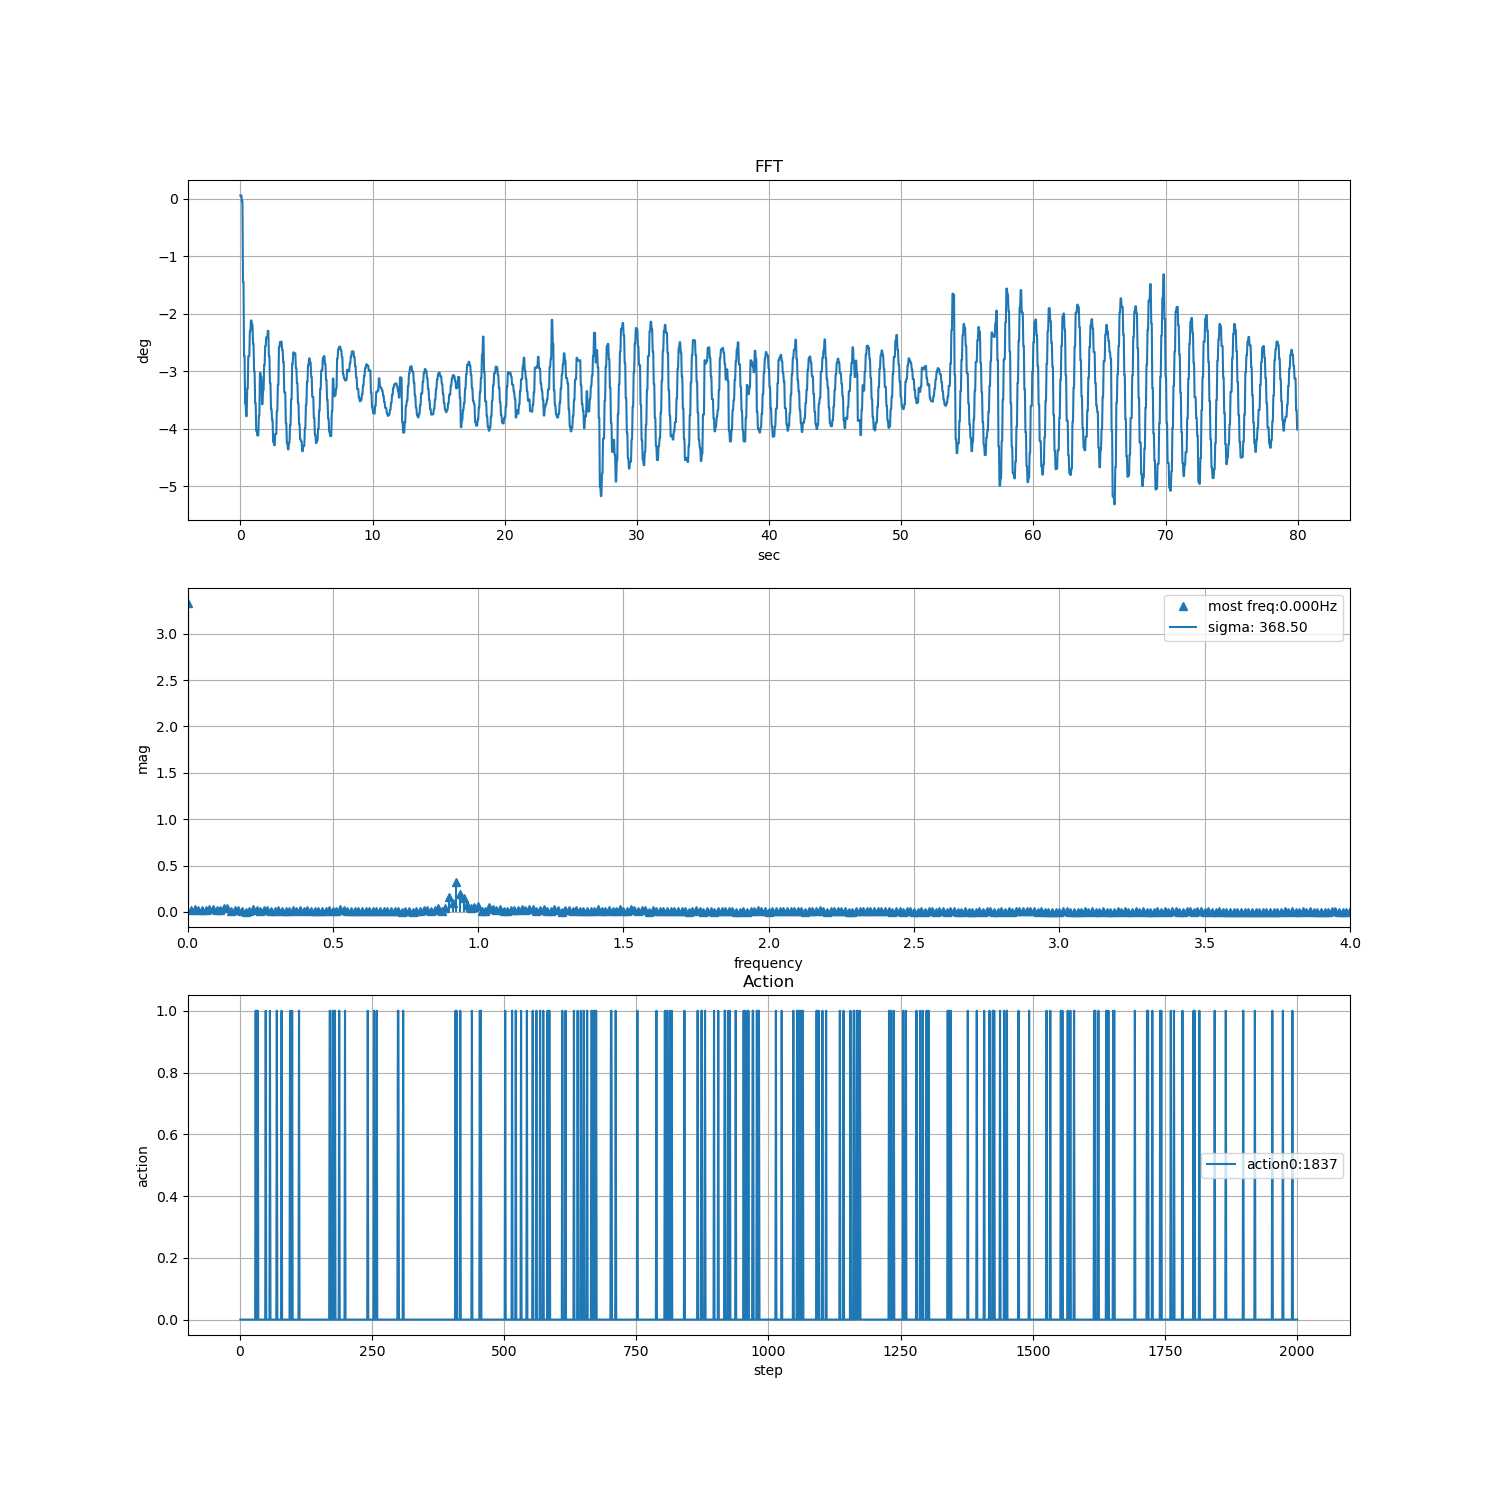 FFT
0
−1
−2
−3
−4
−5
deg
0 10 20 30 40 50 60 70 80
sec
most freq:0.000Hz
sigma: 368.50
3.0
2.5
2.0
1.5
1.0
0.5
0.0
mag
0.0 0.5 1.0 1.5 2.0 2.5 3.0 3.5 4.0
frequency
Action
1.0
0.8
0.6
0.4
0.2
0.0
action
action0:1837
0 250 500 750 1000 1250 1500 1750 2000
step